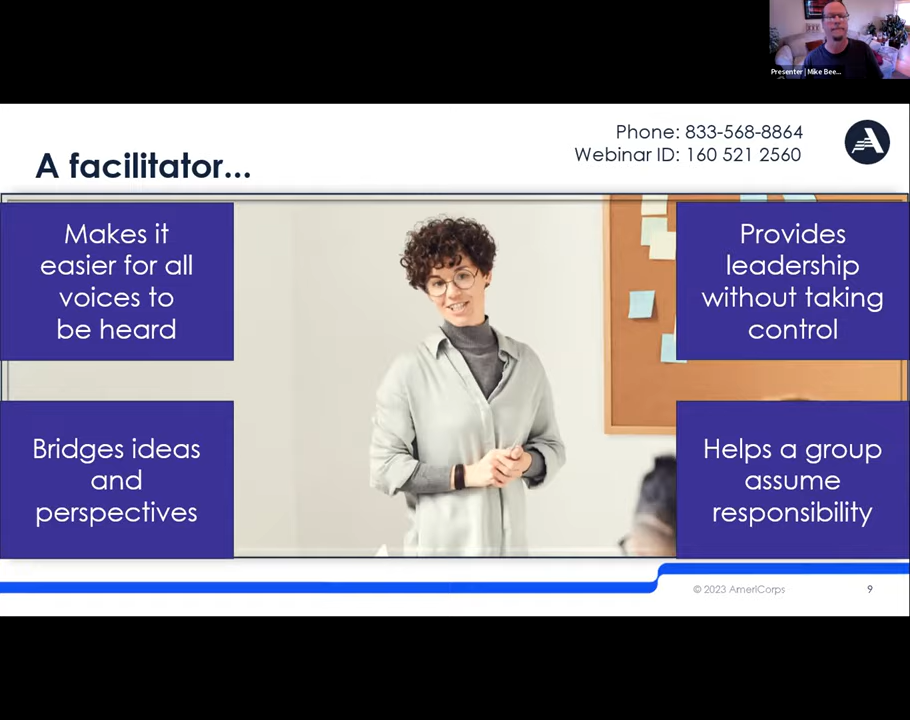 Presenter | Mike Bee...
Phone: 833-568-8864
Webinar ID: 160 521 2560
A facilitator...
Makes it
easier for all
voices to
be heard
Provides
leadership
without taking
control
Bridges ideas
and
perspectives
Helps a group
assume
responsibility
© 2023 AmeriCorps
9